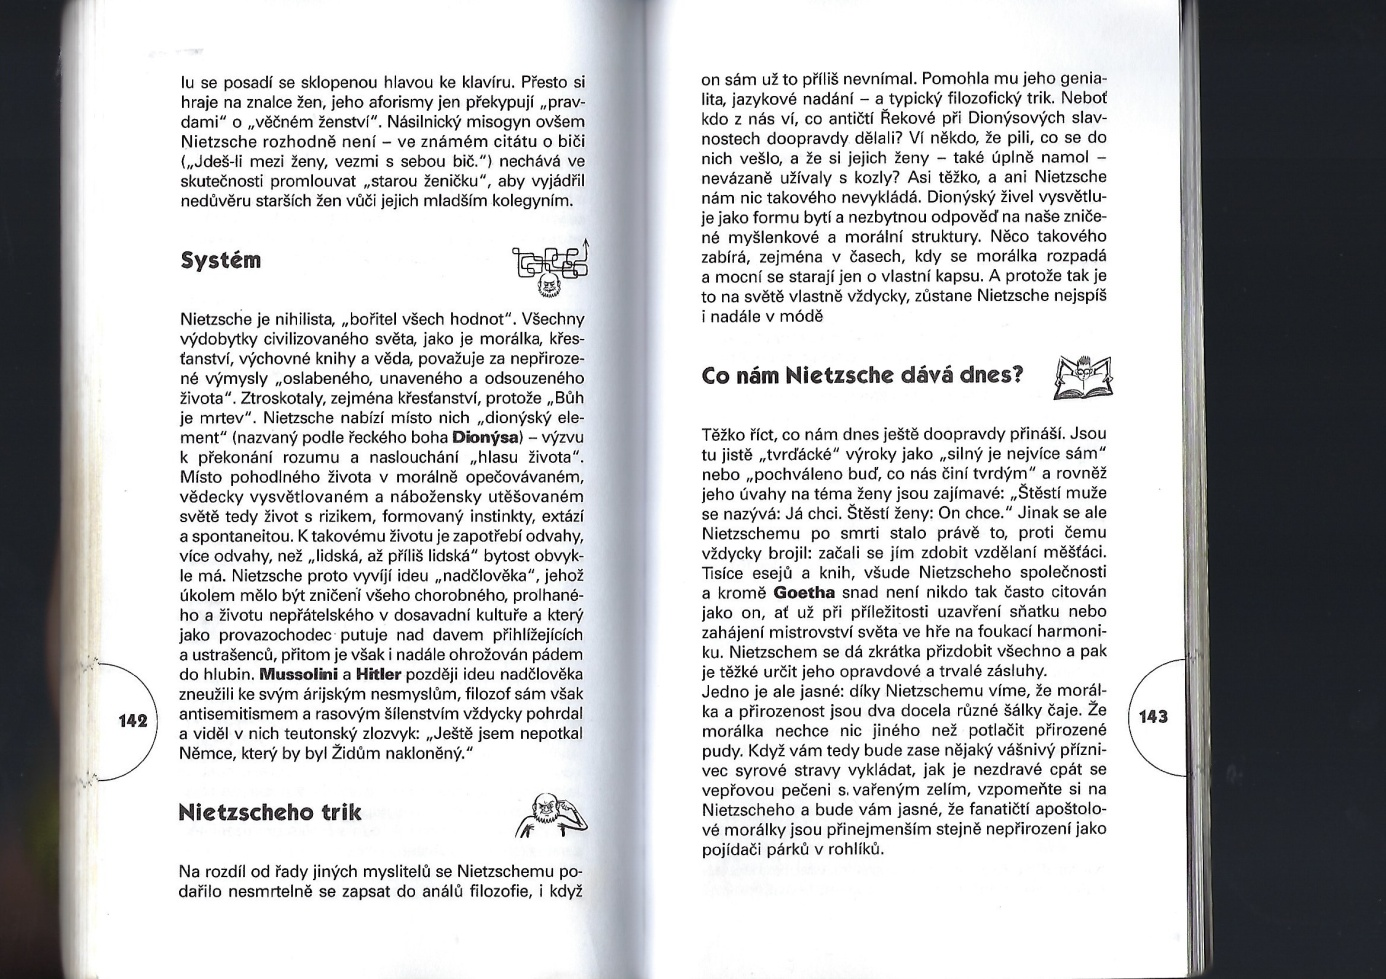 lu se posadí se sklopenou hlavou ke klavíru. Přesto si
hraje na znalce žen, jeho aforismy jen překypují „prav-
dami“ o „věčném ženství“. Násilnický misogyn ovšem
Nietzsche rozhodně není – ve známém citátu o biči
(„Jdeš-li mezi ženy, vezmi s sebou bič.“) nechává ve
skutečnosti promlouvat „starou ženičku“, aby vyjádřil
nedůvěru starších žen vůči jejich mladším kolegyním.
Systém
Nietzsche je nihilista, „bořitel všech hodnot“. Všechny
výdobytky civilizovaného světa, jako je morálka, křes-
ťanství, výchovné knihy a věda, považuje za nepřiroze-
né výmysly „oslabeného, unaveného a odsouzeného
života“. Ztroskotaly, zejména křesťanství, protože „Bůh
je mrtev“. Nietzsche nabízí místo nich „dionýský ele-
ment“ (nazvaný podle řeckého boha Dionýsa) – výzvu
k překonání rozumu a naslouchání „hlasu života“.
Místo pohodlného života v morálně opečovávaném,
vědecky vysvětlovaném a nábožensky utěšovaném
světě tedy život s rizikem, formovaný instinkty, extází
a spontaneitou. K takovému životu je zapotřebí odvahy,
více odvahy, než „lidská, až příliš lidská“ bytost obvyk-
le má. Nietzsche proto vyvíjí ideu „nadčlověka“, jehož
úkolem mělo být zničení všeho chorobného, prolhané-
ho a životu nepřátelského v dosavadní kultuře a který
jako provazochodec putuje nad davem přihlížejících
a ustrašenců, přitom je však i nadále ohrožován pádem
do hlubin. Mussolini a Hitler později ideu nadčlověka
zneužili ke svým árijským nesmyslům, filozof sám však
antisemitismem a rasovým šílenstvím vždycky pohrdal
a viděl v nich teutonský zlozvyk: „Ještě jsem nepotkal
Němce, který by byl Židům nakloněný.“
142
Nietzscheho trik
Na rozdíl od řady jiných myslitelů se Nietzschemu po-
dařilo nesmrtelně se zapsat do análů filozofie, i když
on sám už to příliš nevnímal. Pomohla mu jeho genia-
lita, jazykové nadání – a typický filozofický trik. Neboť
kdo z nás ví, co antičtí Řekové při Dionýsových slav-
nostech doopravdy dělali? Ví někdo, že pili, co se do
nich vešlo, a že si jejich ženy – také úplně namol –
nevázaně užívaly s kozly? Asi těžko, a ani Nietzsche
nám nic takového nevykládá. Dionýský živel vysvětlu-
je jako formu bytí a nezbytnou odpověď na naše zniče-
né myšlenkové a morální struktury. Něco takového
zabírá, zejména v časech, kdy se morálka rozpadá
a mocní se starají jen o vlastní kapsu. A protože tak je
to na světě vlastně vždycky, zůstane Nietzsche nejspíš
i nadále v módě
Co nám Nietzsche dává dnes?
Těžko říct, co nám dnes ještě doopravdy přináší. Jsou
tu jistě „tvrďácké“ výroky jako „silný je nejvíce sám“
nebo „pochváleno buď, co nás činí tvrdým“ a rovněž
jeho úvahy na téma ženy jsou zajímavé: „Štěstí muže
se nazývá: Já chci. Štěstí ženy: On chce.“ Jinak se ale
Nietzschemu po smrti stalo právě to, proti čemu
vždycky brojil: začali se jím zdobit vzdělaní měšťáci.
Tisíce esejů a knih, všude Nietzscheho společnosti
a kromě Goetha snad není nikdo tak často citován
jako on, ať už při příležitosti uzavření sňatku nebo
zahájení mistrovství světa ve hře na foukací harmoni-
ku. Nietzschem se dá zkrátka přizdobit všechno a pak
je těžké určit jeho opravdové a trvalé zásluhy.
Jedno je ale jasné: díky Nietzschemu víme, že morál-
ka a přirozenost jsou dva docela různé šálky čaje. Že
morálka nechce nic jiného než potlačit přirozené
pudy. Když vám tedy bude zase nějaký vášnivý přízni-
vec syrové stravy vykládat, jak je nezdravé cpát se
vepřovou pečeni s vařeným zelím, vzpomeňte si na
Nietzscheho a bude vám jasné, že fanatičtí apoštolo-
vé morálky jsou přinejmenším stejně nepřirození jako
pojídači párků v rohlíků.
143